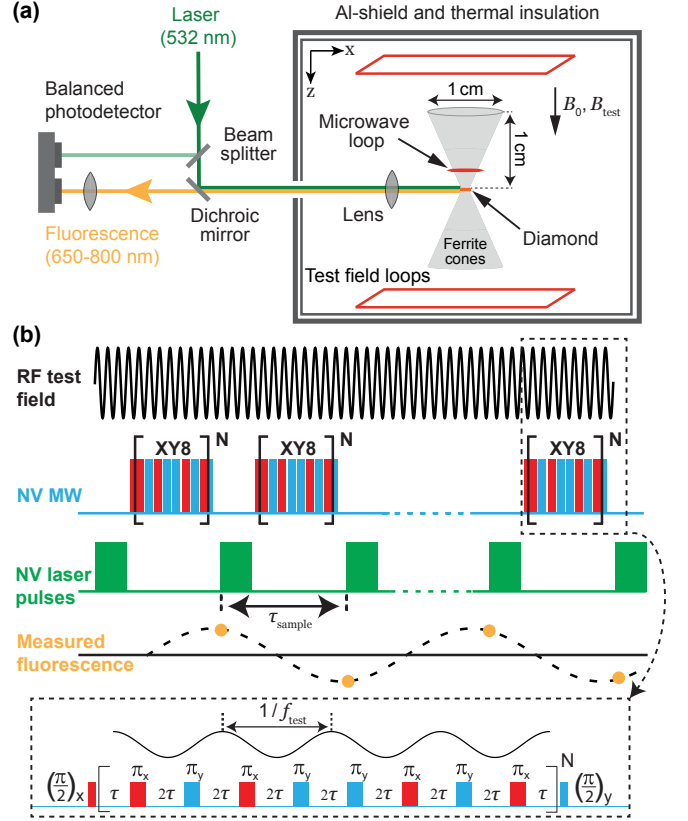 (a)
Laser
(532 nm)
Al-shield and thermal insulation
x
z
1 cm
1 cm
B0, Btest
Balanced
photodetector
Beam
splitter
Microwave
loop
Dichroic
mirror
Lens
Diamond
Fluorescence
(650-800 nm)
Ferrite
cones
Test field loops
(b)
RF test
field
XY8 N XY8 N XY8 N
NV MW
NV laser
pulses
τsample
Measured
fluorescence
1/ftest
πx πy πx πy πy πx πy πx N
(π/2)x [ τ 2τ 2τ 2τ 2τ 2τ 2τ 2τ τ ] (π/2)y